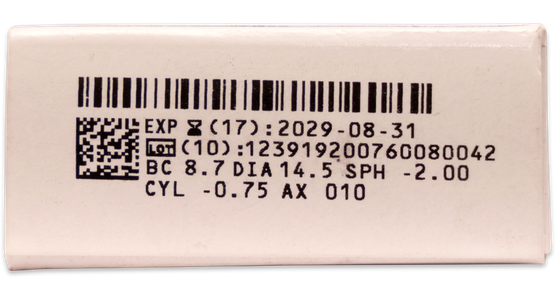 EXP (17):2029-08-31
LOT (10):123919200760080042
BC 8.7 DIA 14.5 SPH -2.00
CYL -0.75 AX 010